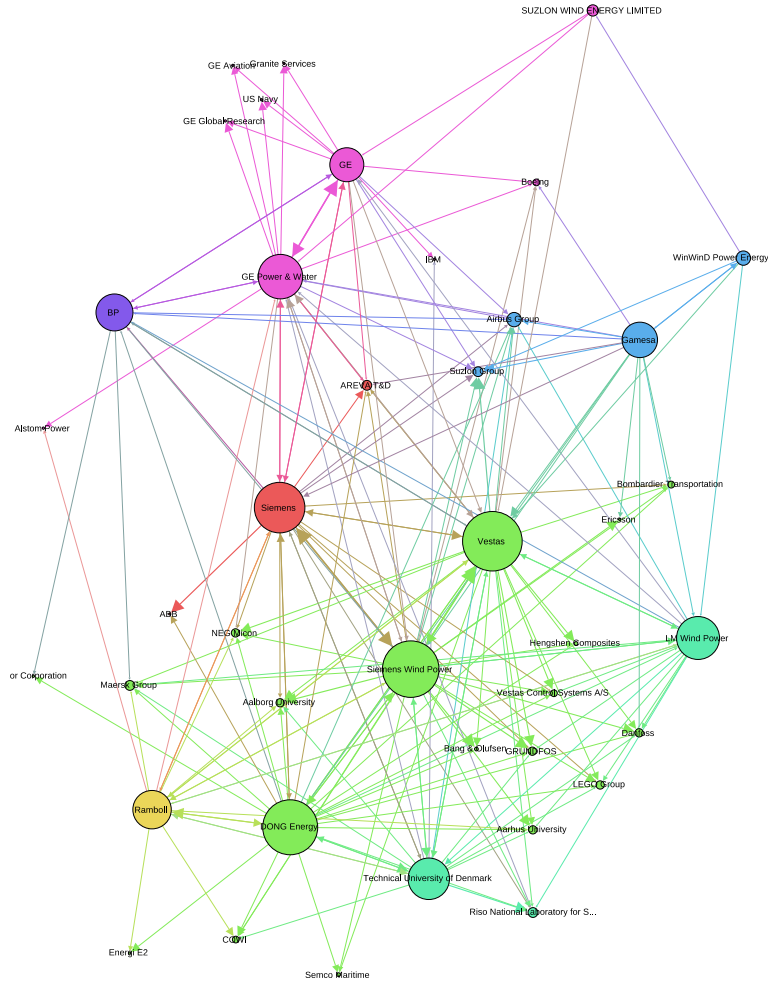 SUZLON WIND ENERGY LIMITED
GE Aviation
Granite Services
US Navy
GE Global Research
GE
Boeing
IBM
WinWinD Power Energy
GE Power & Water
BP
Airbus Group
Gamesa
Suzlon Group
AREVA T&D
Alstom Power
Bombardier Transportation
Siemens
Ericsson
Vestas
ABB
NEG Micon
Hengshen Composites
LM Wind Power
Siemens Wind Power
or Corporation
Maersk Group
Vestas Control Systems A/S
Aalborg University
Danfoss
Bang & Olufsen
GRUNDFOS
LEGO Group
Ramboll
DONG Energy
Aarhus University
Technical University of Denmark
Riso National Laboratory for S...
COWI
Energi E2
Semco Maritime